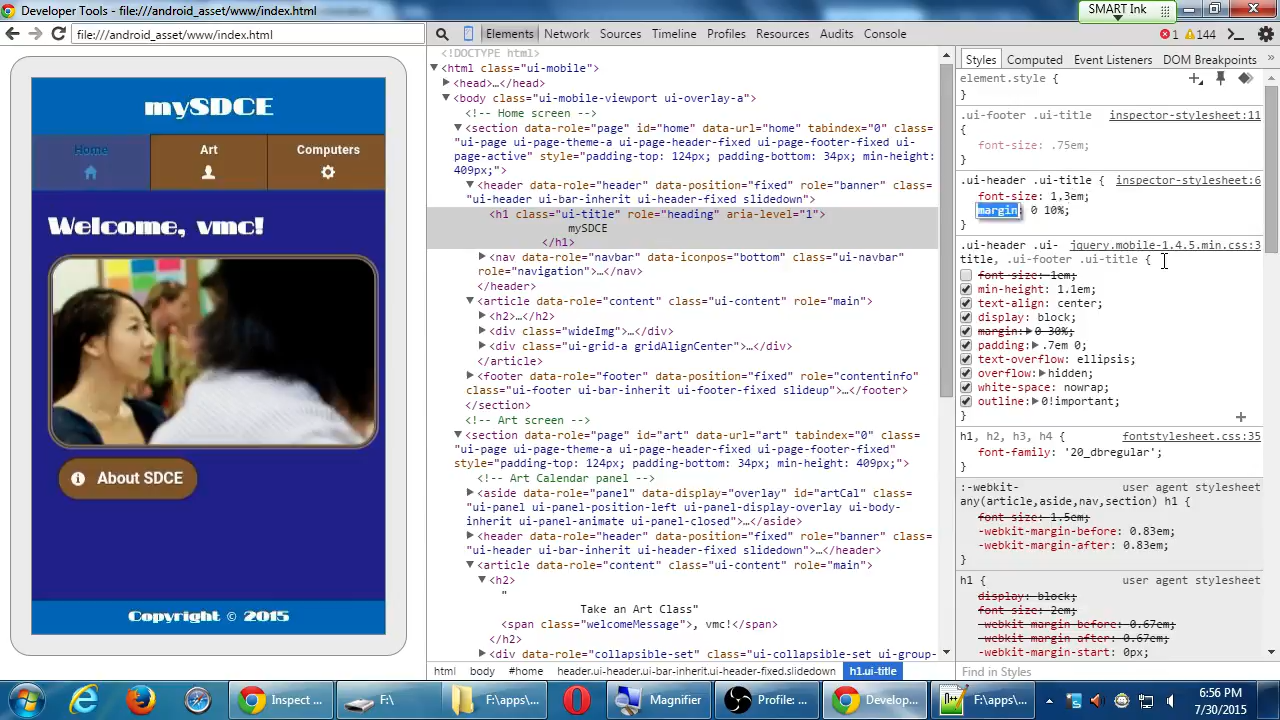 Developer Tools - file:///android_asset/www/index.html
SMART Ink
file:///android_asset/www/index.html
Elements Network Sources Timeline Profiles Resources Audits Console
1 144
mySDCE
Home Art Computers
Welcome, vmc!
About SDCE
Copyright © 2015
<!DOCTYPE html>
<html class="ui-mobile">
<head>…</head>
<body class="ui-mobile-viewport ui-overlay-a">
<!-- Home screen -->
<section data-role="page" id="home" data-url="home" tabindex="0" class=
"ui-page ui-page-theme-a ui-page-header-fixed ui-page-footer-fixed ui-
page-active" style="padding-top: 124px; padding-bottom: 34px; min-height:
409px;">
<header data-role="header" data-position="fixed" role="banner" class=
"ui-header ui-bar-inherit ui-header-fixed slidedown">
<h1 class="ui-title" role="heading" aria-level="1">
mySDCE
</h1>
<nav data-role="navbar" data-iconpos="bottom" class="ui-navbar"
role="navigation">…</nav>
</header>
<article data-role="content" class="ui-content" role="main">
<h2>…</h2>
<div class="wideImg">…</div>
<div class="ui-grid-a gridAlignCenter">…</div>
</article>
<footer data-role="footer" data-position="fixed" role="contentinfo"
class="ui-footer ui-bar-inherit ui-footer-fixed slideup">…</footer>
</section>
<!-- Art screen -->
<section data-role="page" id="art" data-url="art" tabindex="0" class="ui-
page ui-page-theme-a ui-page-header-fixed ui-page-footer-fixed"
style="padding-top: 124px; padding-bottom: 34px; min-height: 409px;">
<!-- Art Calendar panel -->
<aside data-role="panel" data-display="overlay" id="artCal" class=
"ui-panel ui-panel-position-left ui-panel-display-overlay ui-body-
inherit ui-panel-animate ui-panel-closed">…</aside>
<header data-role="header" data-position="fixed" role="banner" class=
"ui-header ui-bar-inherit ui-header-fixed slidedown">…</header>
<article data-role="content" class="ui-content" role="main">
<h2>
"
Take an Art Class"
<span class="welcomeMessage">, vmc!</span>
</h2>
<div data-role="collapsible-set" class="ui-collapsible-set ui-group-
html body #home header.ui-header.ui-bar-inherit.ui-header-fixed.slidedown h1.ui-title
Styles Computed Event Listeners DOM Breakpoints »
element.style {
}
.ui-footer .ui-title inspector-stylesheet:11
{
font-size: .75em;
}
.ui-header .ui-title { inspector-stylesheet:6
font-size: 1.3em;
margin: 0 10%;
}
.ui-header .ui- jquery.mobile-1.4.5.min.css:3
title, .ui-footer .ui-title {
font-size: 1em;
min-height: 1.1em;
text-align: center;
display: block;
margin: 0 30%;
padding: .7em 0;
text-overflow: ellipsis;
overflow: hidden;
white-space: nowrap;
outline: 0!important;
}
h1, h2, h3, h4 { fontstylesheet.css:35
font-family: '20_dbregular';
}
:-webkit- user agent stylesheet
any(article,aside,nav,section) h1 {
font-size: 1.5em;
-webkit-margin-before: 0.83em;
-webkit-margin-after: 0.83em;
}
h1 { user agent stylesheet
display: block;
font-size: 2em;
-webkit-margin-before: 0.67em;
-webkit-margin-after: 0.67em;
-webkit-margin-start: 0px;
Find in Styles
Inspect ... F:\ F:\apps\... Magnifier Profile: ... Develop... F:\apps\...
6:56 PM
7/30/2015